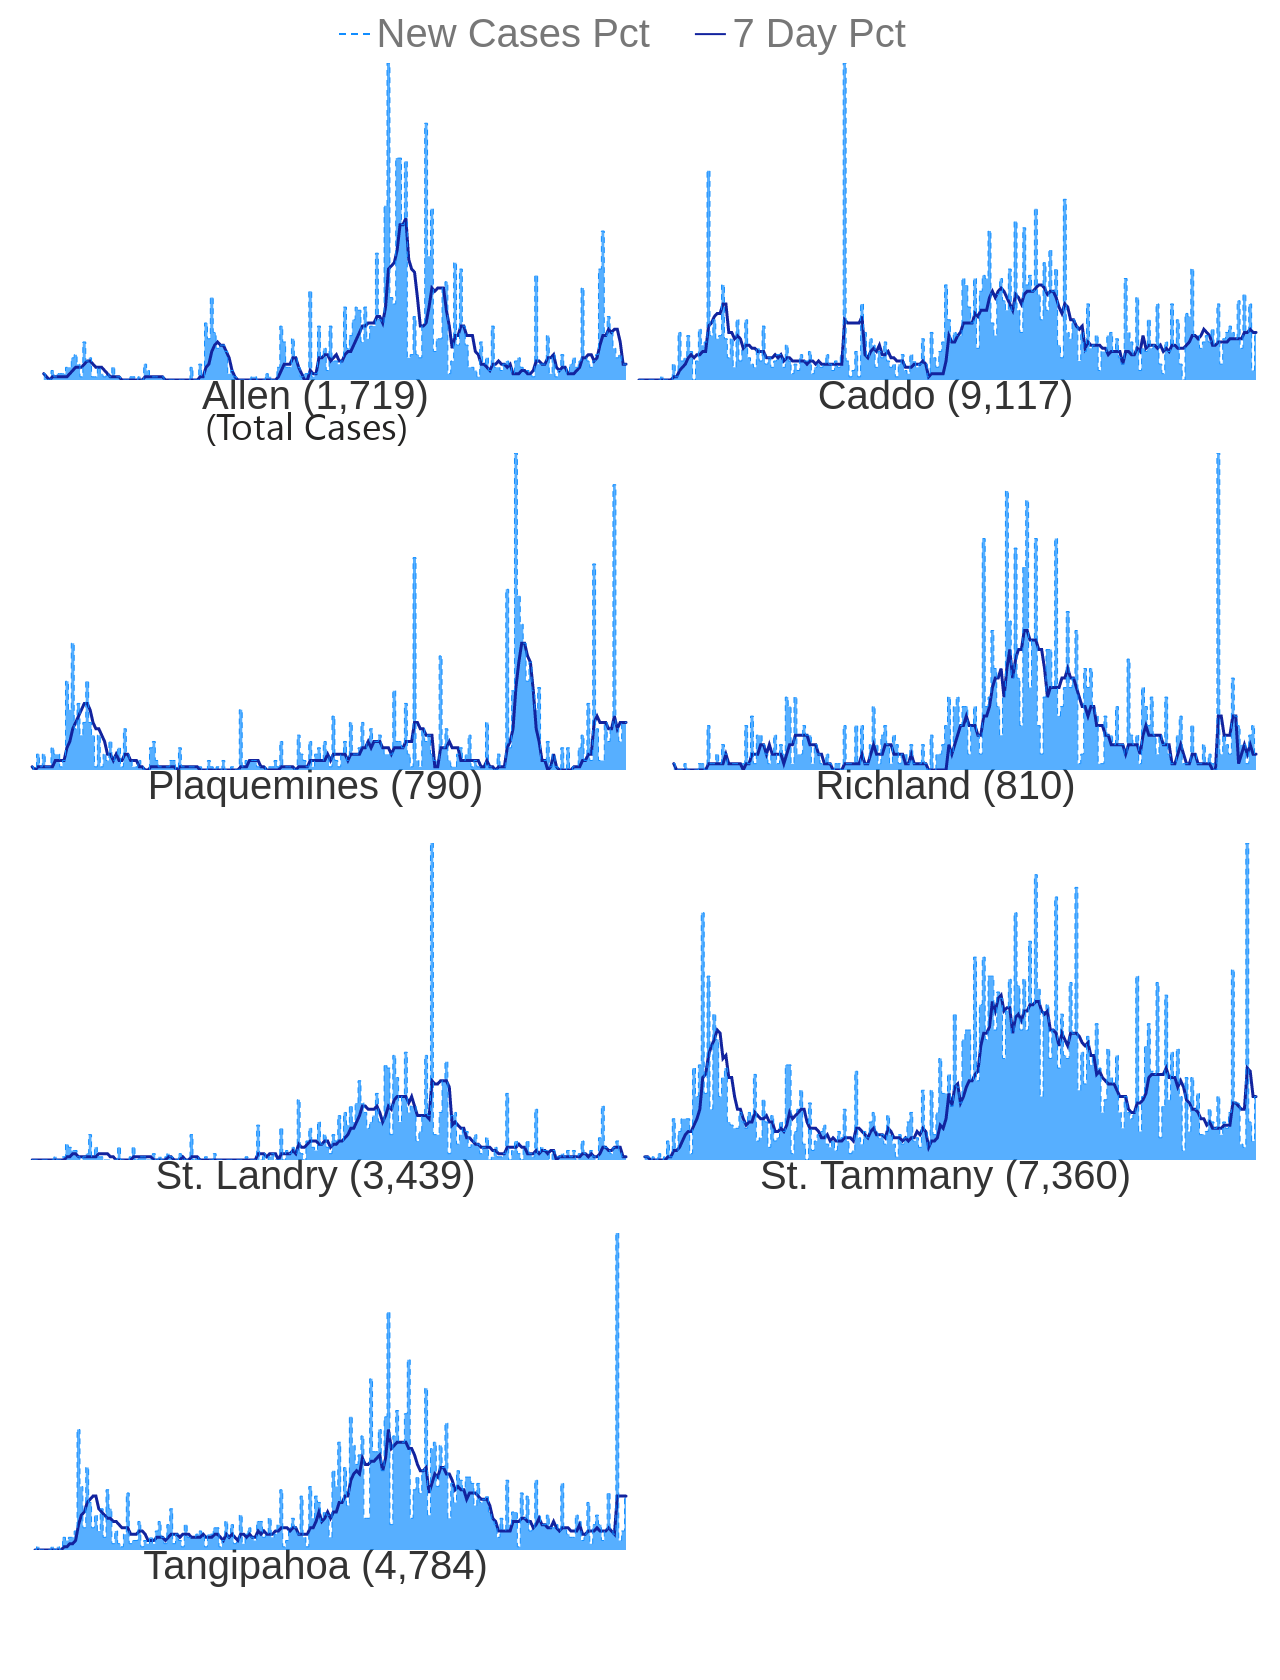 New Cases Pct 7 Day Pct
Allen (1,719) Caddo (9,117)
(Total Cases)
Plaquemines (790) Richland (810)
St. Landry (3,439) St. Tammany (7,360)
Tangipahoa (4,784)